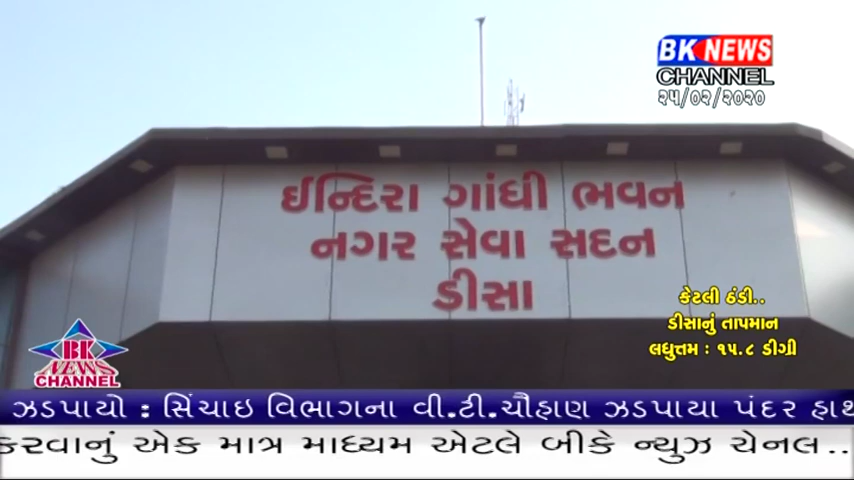 BK NEWS
CHANNEL
૨૫/૦૨/૨૦૨૦
ઈન્દિરા ગાંધી ભવન
નગર સેવા સદન
ડીસા
કેટલી ઠંડી..
ડીસાનું તાપમાન
લઘુત્તમ : ૧૫.૮ ડીગ્રી
BK
NEWS
CHANNEL
ઝડપાયો : સિંચાઇ વિભાગના વી.ટી.ચૌહાણ ઝડપાયા પંદર હાથ
કરવાનું એક માત્ર માધ્યમ એટલે બીકે ન્યુઝ ચેનલ..